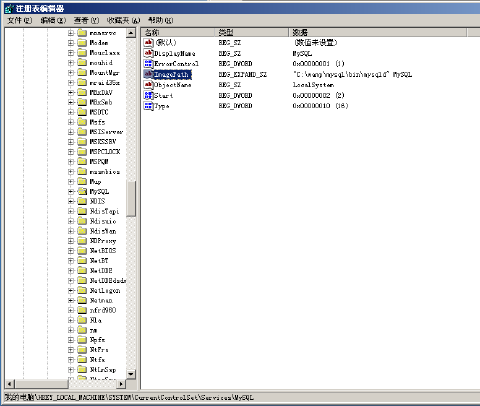 注册表编辑器
文件(F) 编辑(E) 查看(V) 收藏夹(A) 帮助(H)
名称 类型 数据
(默认) REG_SZ (数值未设置)
DisplayName REG_SZ MySQL
ErrorControl REG_DWORD 0x00000001 (1)
ImagePath REG_EXPAND_SZ "C:\wamp\mysql\bin\mysqld" MySQL
ObjectName REG_SZ LocalSystem
Start REG_DWORD 0x00000002 (2)
Type REG_DWORD 0x00000010 (16)
mnmsrvc
Modem
Mouclass
mouhid
MountMgr
mraid35x
MRxDAV
MRxSmb
MSDTC
Msfs
MSIServer
MSKSSRV
MSPCLOCK
MSPQM
mssmbios
Mup
MySQL
NDIS
NdisTapi
Ndisuio
NdisWan
NDProxy
NetBIOS
NetBT
NetDDE
NetDDEdsdm
NetLogon
Netman
nfrd960
Nla
nm
Npfs
NtFrs
Ntfs
NtLmSsp
我的电脑\HKEY_LOCAL_MACHINE\SYSTEM\CurrentControlSet\Services\MySQL